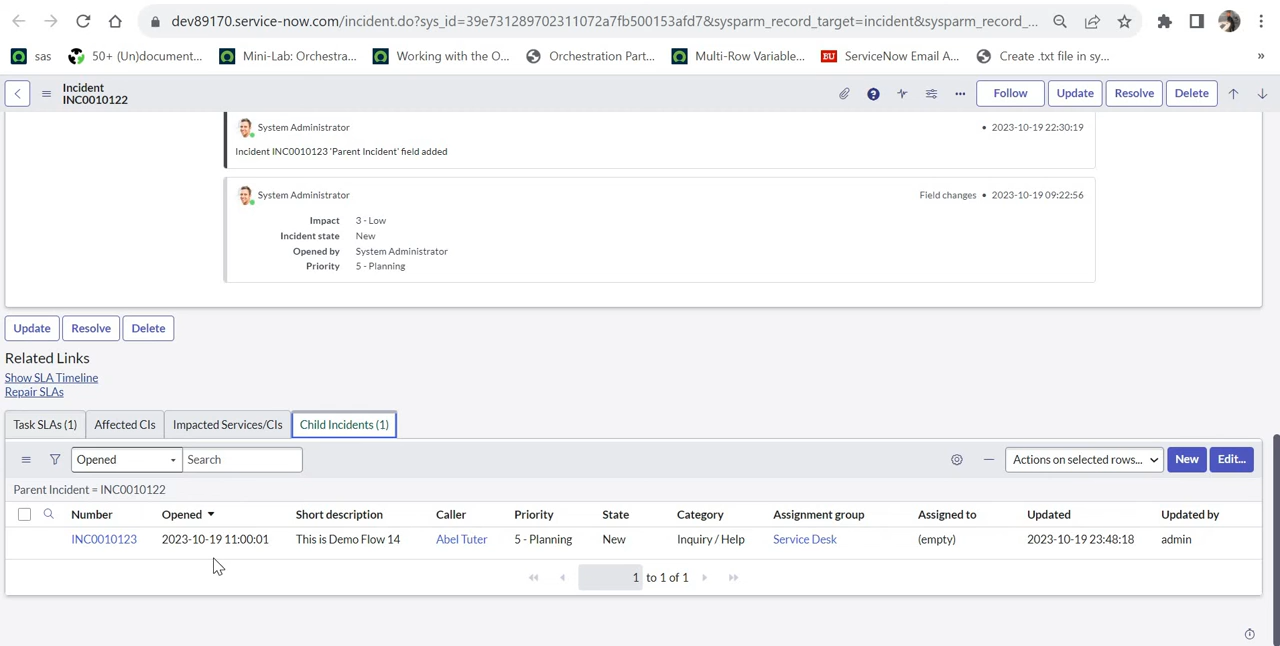 dev89170.service-now.com/incident.do?sys_id=39e731289702311072a7fb500153afd7&sysparm_record_target=incident&sysparm_record_...
sas 50+ (Un)document... Mini-Lab: Orchestra... Working with the O... Orchestration Part... Multi-Row Variable... BU ServiceNow Email A... Create .txt file in sy... »
Incident
INC0010122
Follow Update Resolve Delete
System Administrator • 2023-10-19 22:30:19
Incident INC0010123 'Parent Incident' field added
System Administrator Field changes • 2023-10-19 09:22:56
Impact 3 - Low
Incident state New
Opened by System Administrator
Priority 5 - Planning
Update Resolve Delete
Related Links
Show SLA Timeline
Repair SLAs
Task SLAs (1) Affected CIs Impacted Services/CIs Child Incidents (1)
Opened Search Actions on selected rows... New Edit...
Parent Incident = INC0010122
Number Opened Short description Caller Priority State Category Assignment group Assigned to Updated Updated by
INC0010123 2023-10-19 11:00:01 This is Demo Flow 14 Abel Tuter 5 - Planning New Inquiry / Help Service Desk (empty) 2023-10-19 23:48:18 admin
1 to 1 of 1